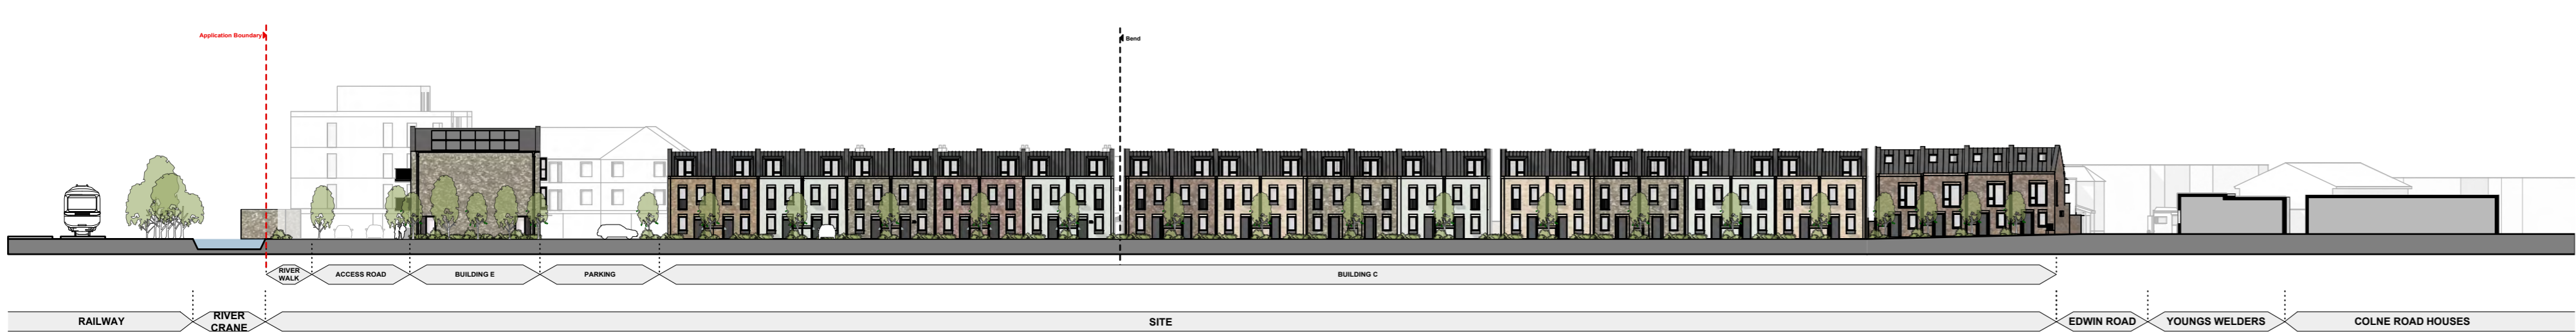 Application Boundary
Bend
RIVER
WALK
ACCESS ROAD
BUILDING E
PARKING
BUILDING C
RAILWAY
RIVER
CRANE
SITE
EDWIN ROAD
YOUNGS WELDERS
COLNE ROAD HOUSES